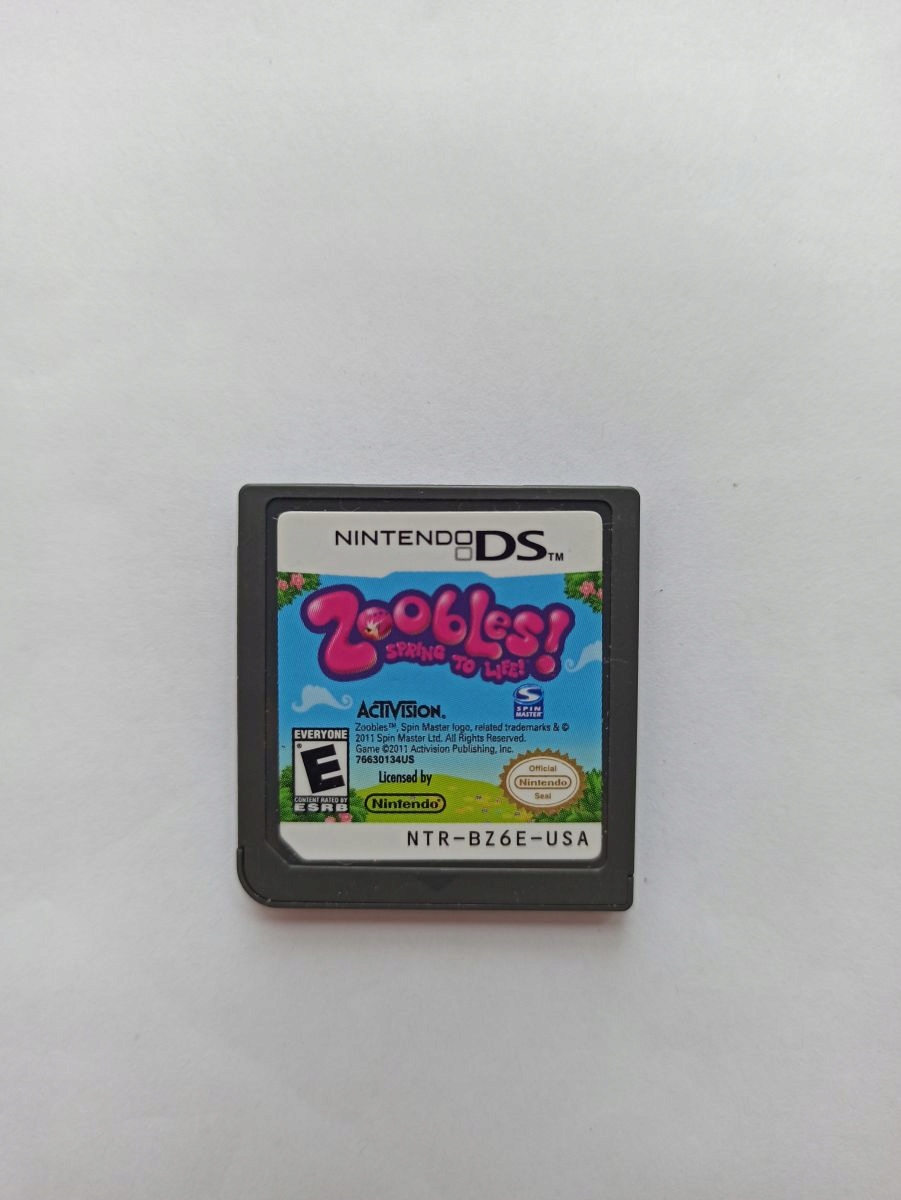 NINTENDO DS™
Zoobles!
SPRING TO LIFE!
ACTIVISION.
SPIN
MASTER
Zoobles™, Spin Master logo, related trademarks & ©
2011 Spin Master Ltd. All Rights Reserved.
Game ©2011 Activision Publishing, Inc.
76630134US
EVERYONE
E
CONTENT RATED BY
ESRB
Licensed by
Nintendo®
Official
Nintendo
Seal
NTR-BZ6E-USA